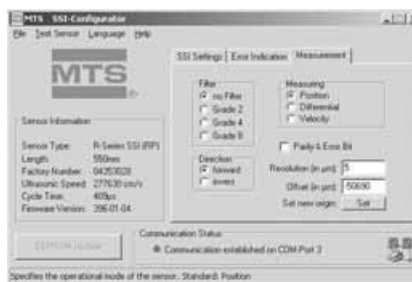 MTS SSI-Configurator
File Test Sensor Language Help
MTS
®
SSI Settings Error Indication Measurement
Filter
no Filter
Grade 2
Grade 4
Grade 8
Measuring
Position
Differential
Velocity
Direction
forward
invers
Parity & Error Bit
Resolution (in µm): 5
Offset (in µm): -50690
Set new origin: Set
Sensor Information
Sensor Type: R-Series SSI (RP)
Length: 550mm
Factory Number: 04353028
Ultrasonic Speed: 277630 cm/s
Cycle Time: 400µs
Firmware Version: 396-01-04
Communication Status
Communication established on COM-Port 3
Specifies the operational mode of the sensor. Standard: Position